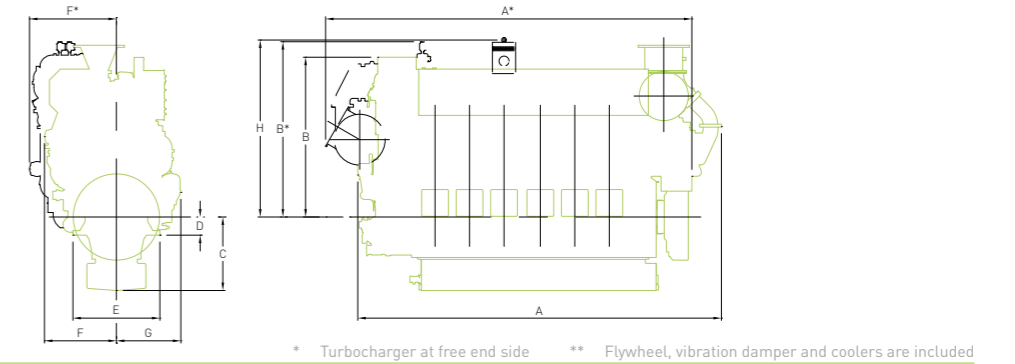 F*
A*
H
B*
B
D
C
E
F
G
A
* Turbocharger at free end side ** Flywheel, vibration damper and coolers are included